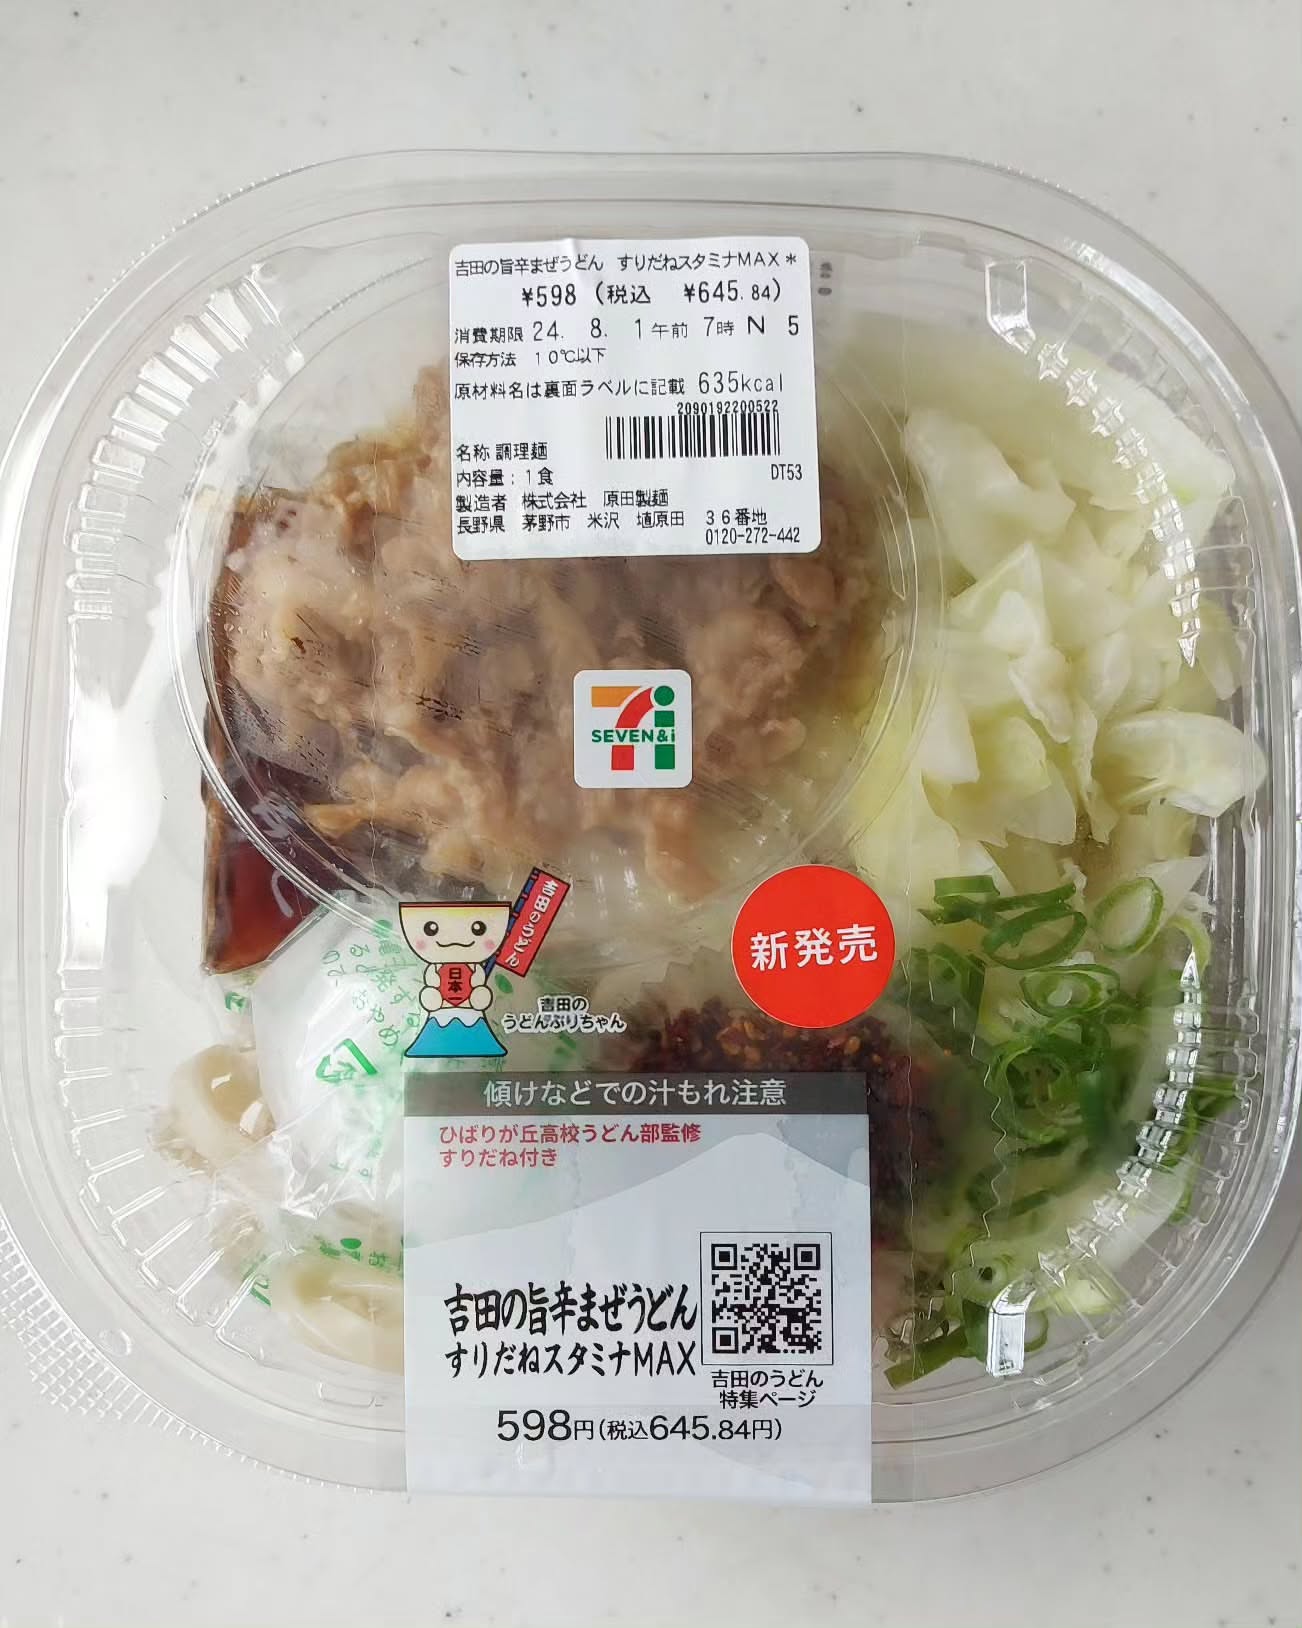 吉田の旨辛まぜうどん すりだねスタミナMAX*
¥598 (税込 ¥645.84)
消費期限 24. 8. 1午前 7時 N 5
保存方法 10℃以下
原材料名は裏面ラベルに記載 635kcal
2090192200522
名称 調理麺
内容量:1食
DT53
製造者 株式会社 原田製麺
長野県 茅野市 米沢 埴原田 36番地
0120-272-442
SEVEN&i
吉田のうどん
日本一
吉田の
うどんぶりちゃん
新発売
傾けなどでの汁もれ注意
ひばりが丘高校うどん部監修
すりだね付き
吉田の旨辛まぜうどん
すりだねスタミナMAX
吉田のうどん
特集ページ
598円(税込645.84円)